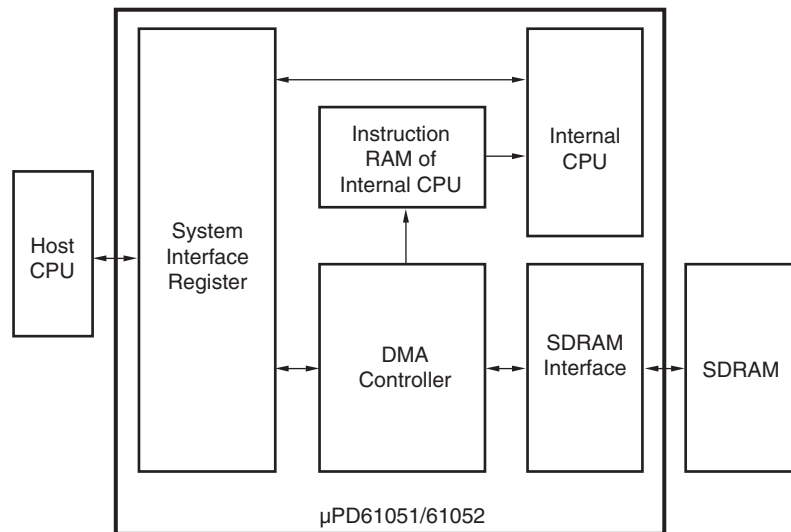 Instruction
RAM of
Internal CPU
Internal
CPU
Host
CPU
System
Interface
Register
DMA
Controller
SDRAM
Interface
SDRAM
µPD61051/61052